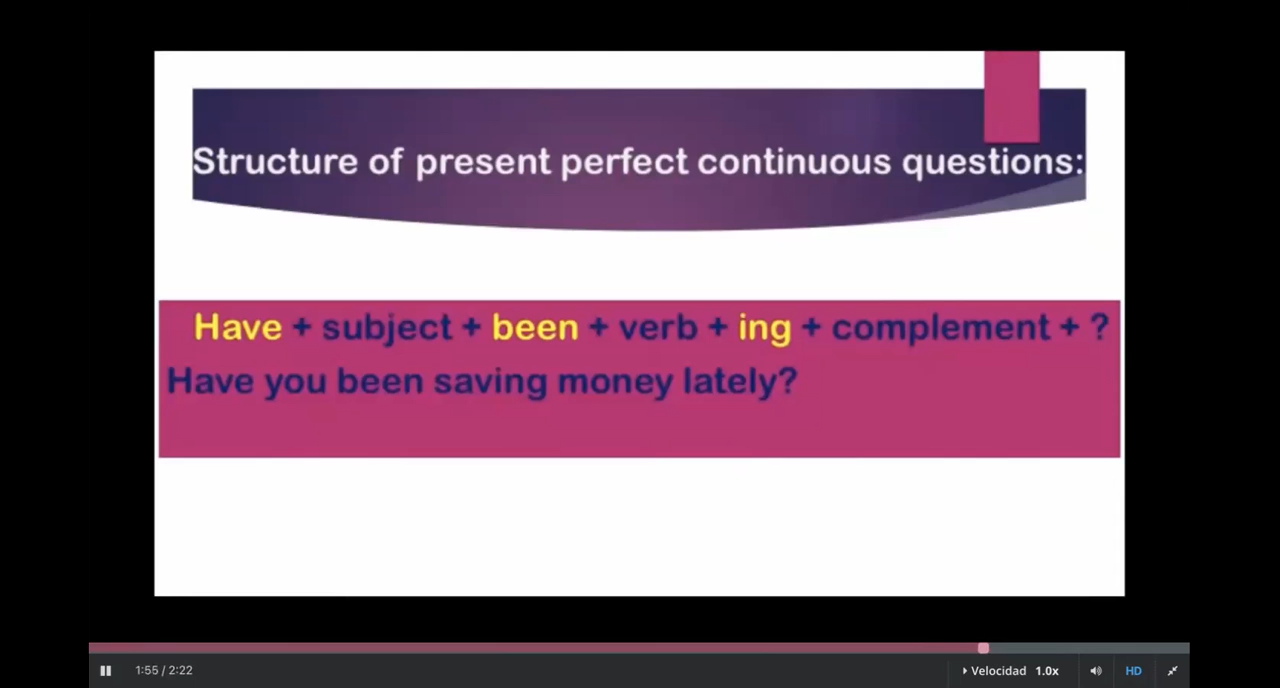 Structure of present perfect continuous questions:
Have + subject + been + verb + ing + complement + ?
Have you been saving money lately?
1:55 / 2:22
Velocidad 1.0x
HD